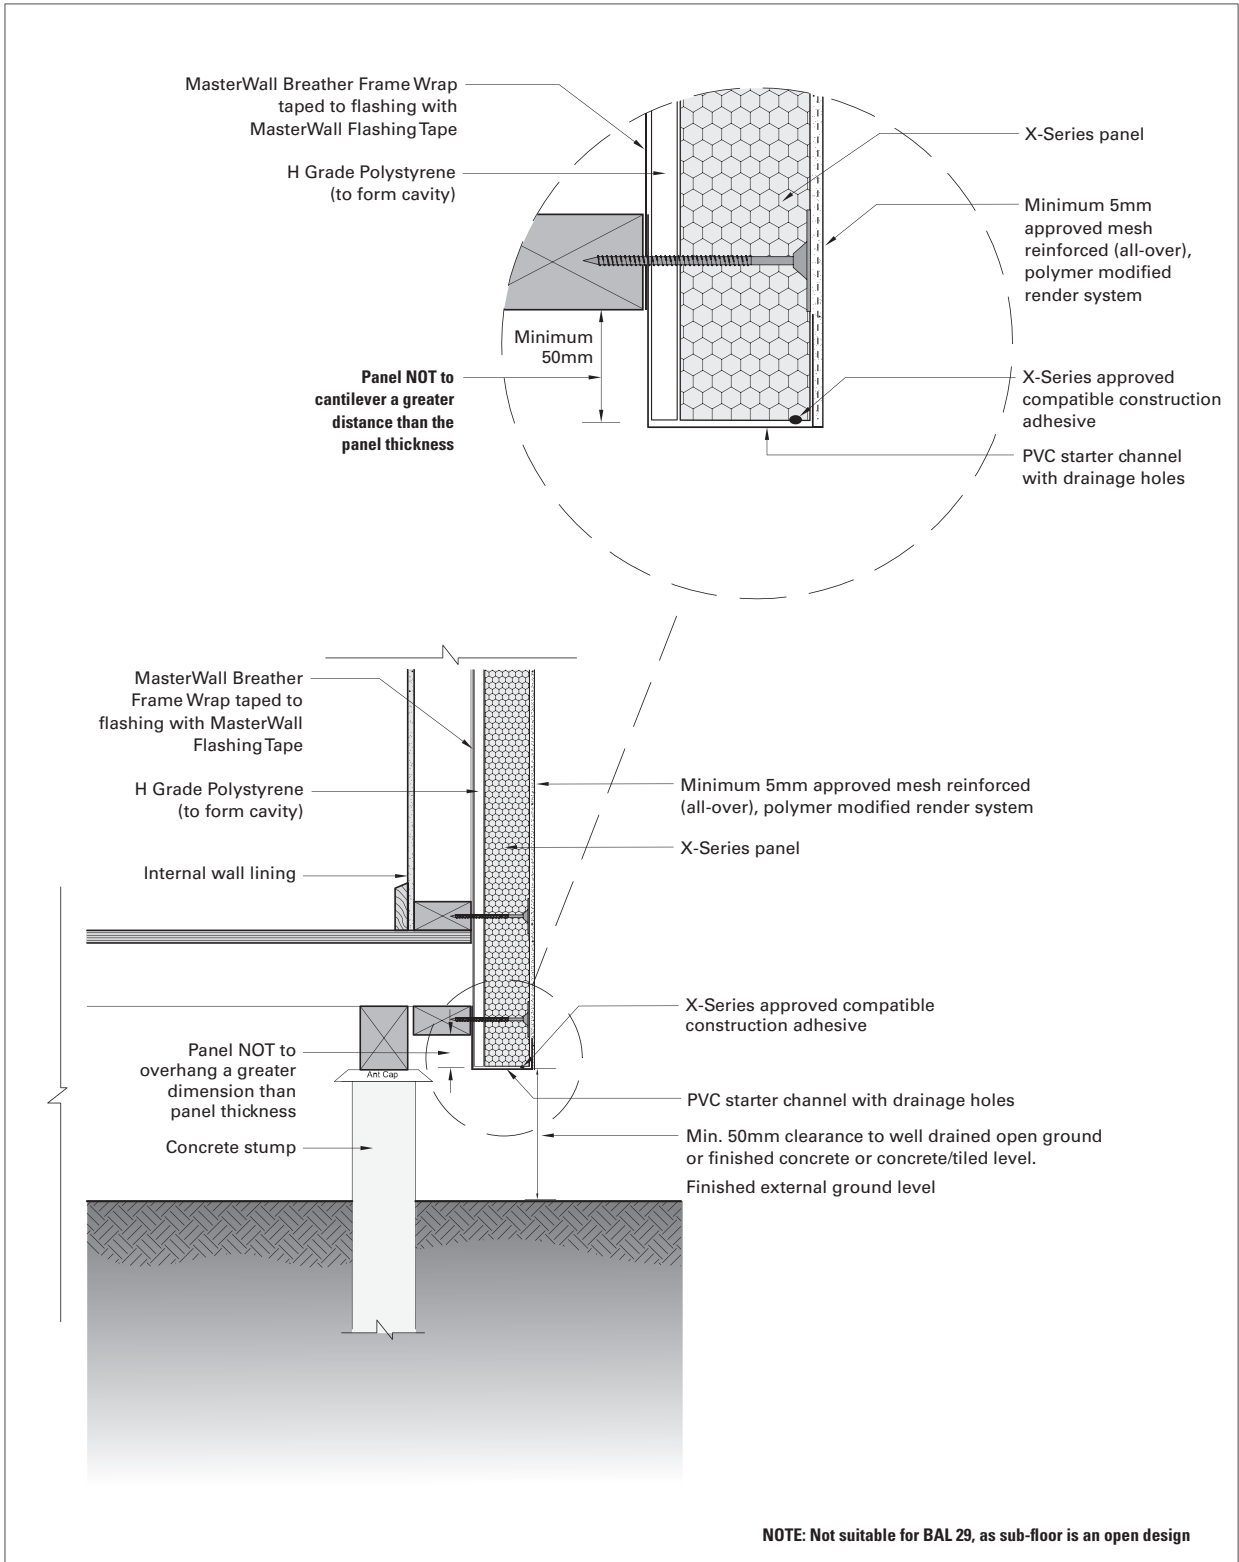 MasterWall Breather Frame Wrap
taped to flashing with
MasterWall Flashing Tape
H Grade Polystyrene
(to form cavity)
X-Series panel
Minimum 5mm
approved mesh
reinforced (all-over),
polymer modified
render system
Minimum
50mm
Panel NOT to
cantilever a greater
distance than the
panel thickness
X-Series approved
compatible construction
adhesive
PVC starter channel
with drainage holes
MasterWall Breather
Frame Wrap taped to
flashing with MasterWall
Flashing Tape
H Grade Polystyrene
(to form cavity)
Internal wall lining
Minimum 5mm approved mesh reinforced
(all-over), polymer modified render system
X-Series panel
X-Series approved compatible
construction adhesive
Panel NOT to
overhang a greater
dimension than
panel thickness
Ant Cap
Concrete stump
PVC starter channel with drainage holes
Min. 50mm clearance to well drained open ground
or finished concrete or concrete/tiled level.
Finished external ground level
NOTE: Not suitable for BAL 29, as sub-floor is an open design